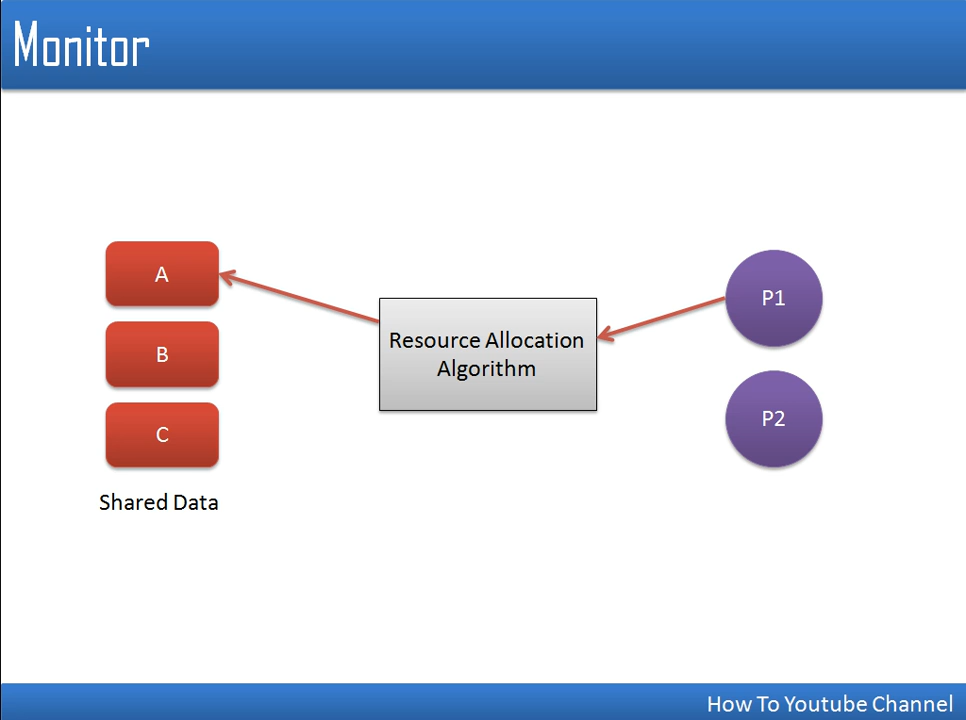 Monitor
A
B
C
Shared Data
Resource Allocation
Algorithm
P1
P2
How To Youtube Channel